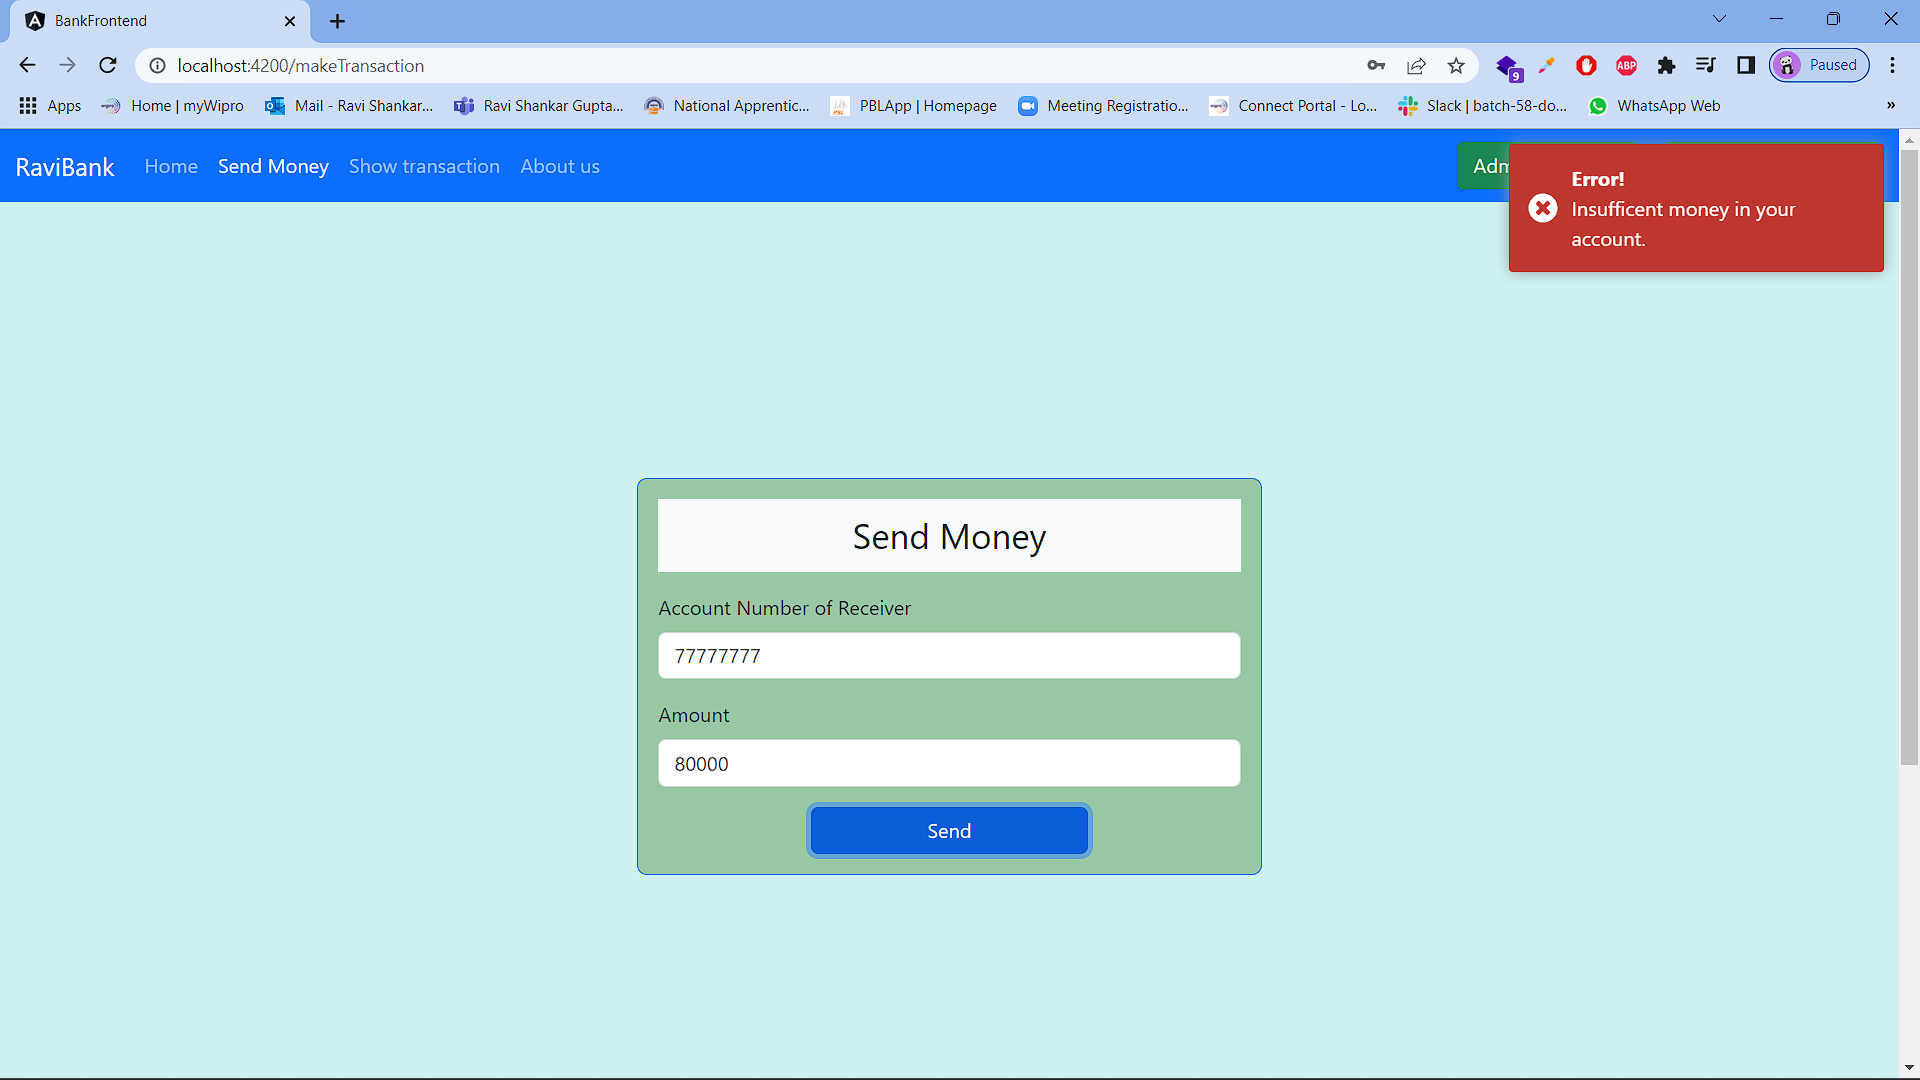 BankFrontend
localhost:4200/makeTransaction
9
ABP
Paused
Apps
Home | myWipro
Mail - Ravi Shankar...
Ravi Shankar Gupta...
National Apprentic...
PBLApp | Homepage
Meeting Registratio...
Connect Portal - Lo...
Slack | batch-58-do...
WhatsApp Web
»
RaviBank
Home
Send Money
Show transaction
About us
Adm
Error!
Insufficent money in your
account.
Send Money
Account Number of Receiver
77777777
Amount
80000
Send